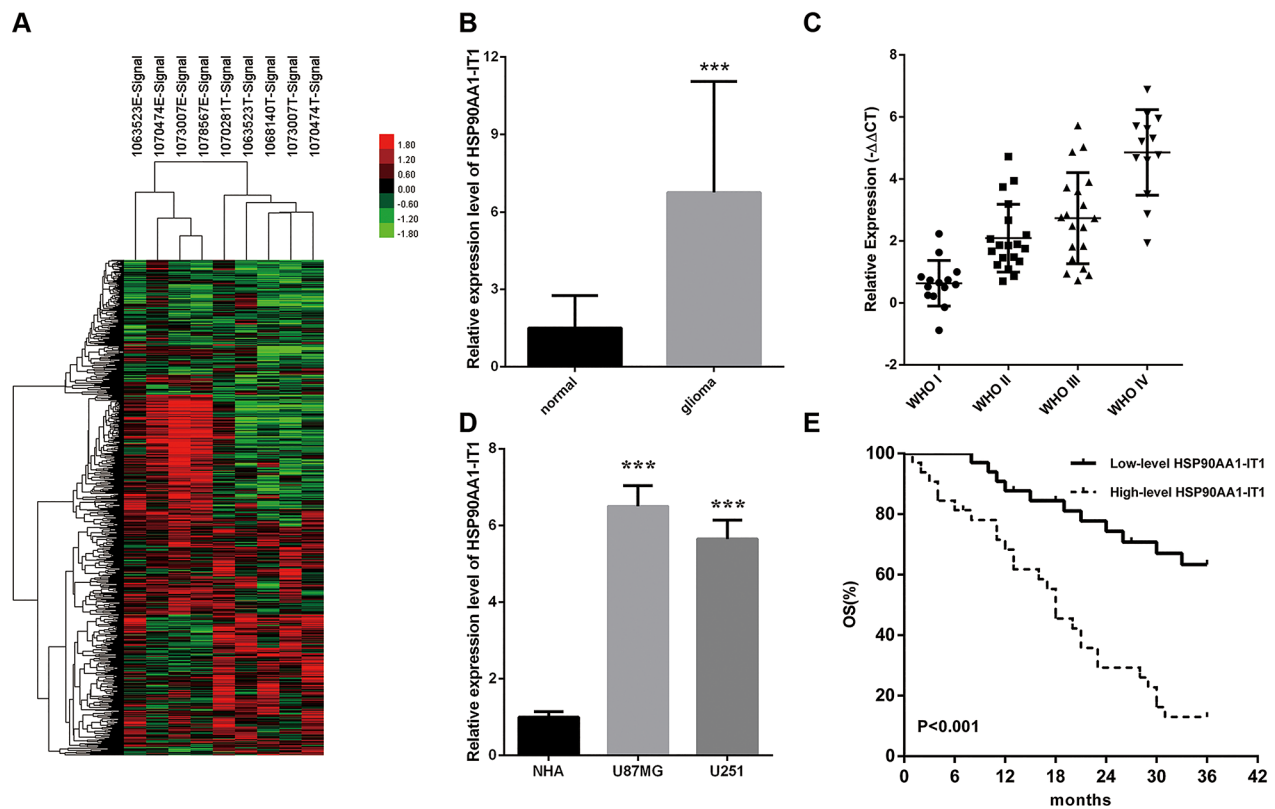 A
1063523E-Signal
1070474E-Signal
1073007E-Signal
1078567E-Signal
1070281T-Signal
1063523T-Signal
1068140T-Signal
1073007T-Signal
1070474T-Signal
1.80
1.20
0.60
0.00
-0.60
-1.20
-1.80
B
Relative expression level of HSP90AA1-IT1
12
9
6
3
0
***
normal
glioma
C
Relative Expression (-ΔΔCT)
8
6
4
2
0
-2
WHO I
WHO II
WHO III
WHO IV
D
Relative expression level of HSP90AA1-IT1
8
6
4
2
0
***
***
NHA
U87MG
U251
E
OS(%)
100
80
60
40
20
0
Low-level HSP90AA1-IT1
High-level HSP90AA1-IT1
P<0.001
0
6
12
18
24
30
36
42
months